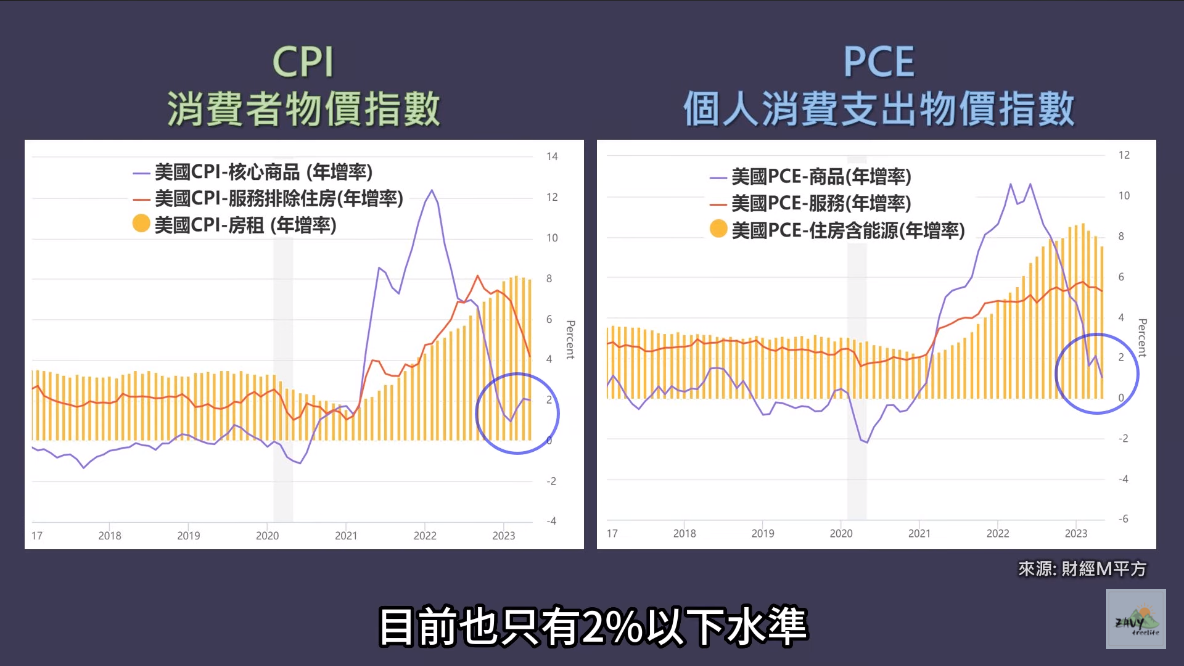 CPI
消費者物價指數
PCE
個人消費支出物價指數
美國CPI-核心商品 (年增率)
美國CPI-服務排除住房(年增率)
美國CPI-房租 (年增率)
14
12
10
8
6
4
2
0
-2
-4
Percent
17 2018 2019 2020 2021 2022 2023
美國PCE-商品(年增率)
美國PCE-服務(年增率)
美國PCE-住房含能源(年增率)
12
10
8
6
4
2
0
-2
-4
-6
Percent
17 2018 2019 2020 2021 2022 2023
來源: 財經M平方
目前也只有2%以下水準
ZAVY
treelite